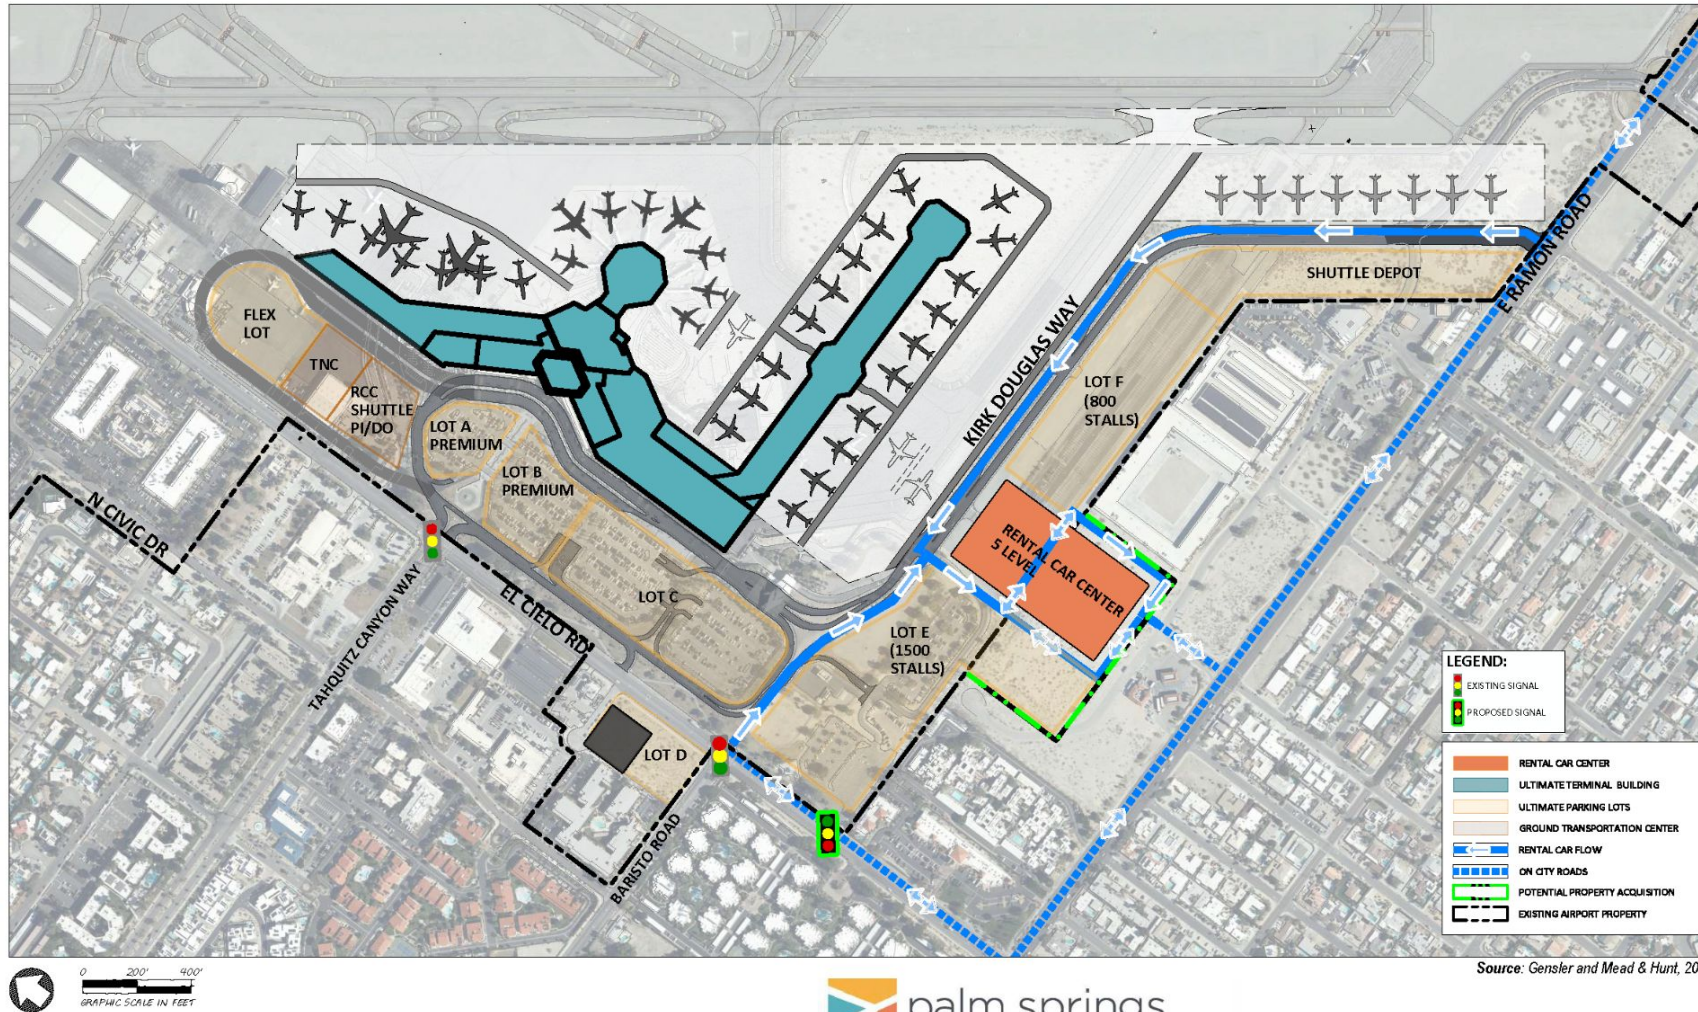 FLEX
LOT
TNC
RCC
SHUTTLE
PI/DO
LOT A
PREMIUM
LOT B
PREMIUM
LOT C
LOT D
LOT E
(1500
STALLS)
LOT F
(800
STALLS)
SHUTTLE DEPOT
RENTAL CAR CENTER
5 LEVEL
KIRK DOUGLAS WAY
E RAMON ROAD
N CIVIC DR
TAHQUITZ CANYON WAY
EL CIELO RD
BARISTO ROAD
LEGEND:
EXISTING SIGNAL
PROPOSED SIGNAL
RENTAL CAR CENTER
ULTIMATE TERMINAL BUILDING
ULTIMATE PARKING LOTS
GROUND TRANSPORTATION CENTER
RENTAL CAR FLOW
ON CITY ROADS
POTENTIAL PROPERTY ACQUISITION
EXISTING AIRPORT PROPERTY
0 200' 400'
GRAPHIC SCALE IN FEET
Source: Gensler and Mead & Hunt, 20
palm springs